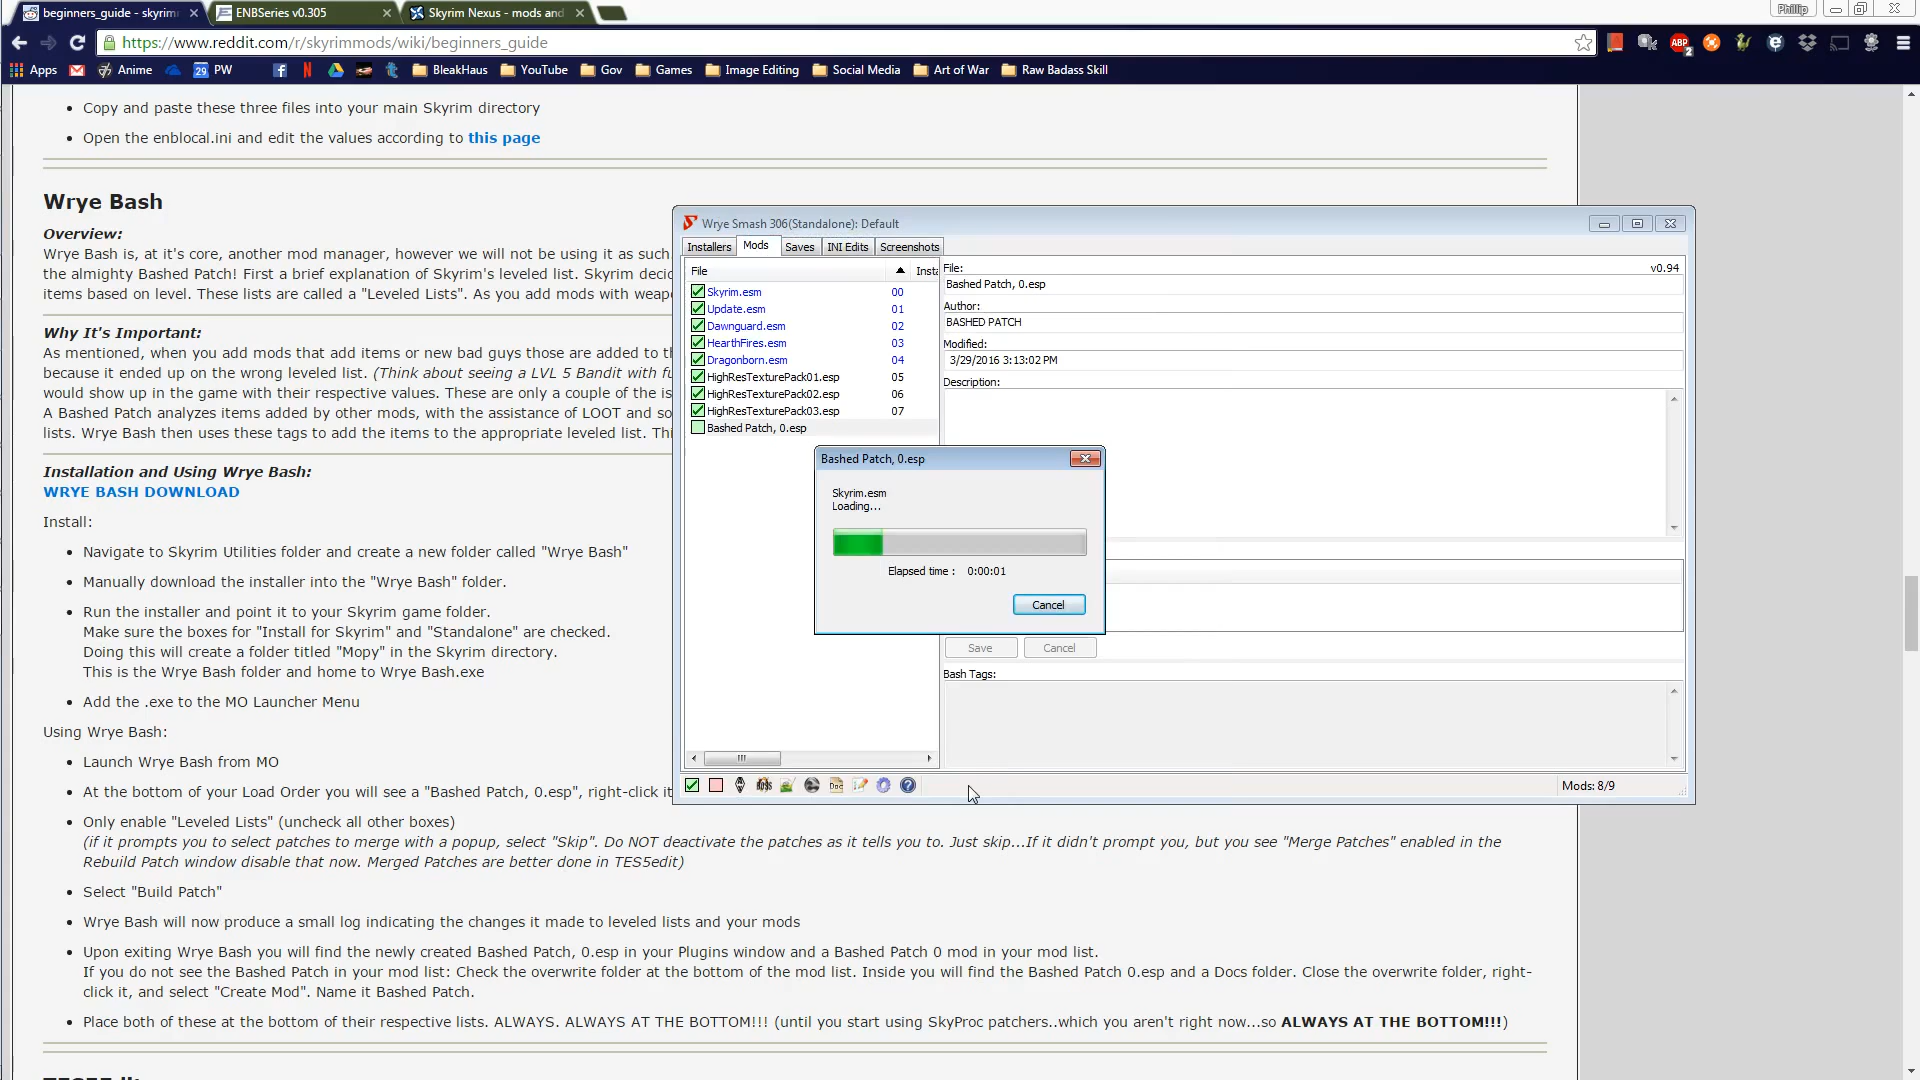 beginners_guide - skyrimm
ENBSeries v0.305
Skyrim Nexus - mods and
Phillip
https://www.reddit.com/r/skyrimmods/wiki/beginners_guide
ABP
2
Apps
Anime
29
PW
BleakHaus
YouTube
Gov
Games
Image Editing
Social Media
Art of War
Raw Badass Skill
• Copy and paste these three files into your main Skyrim directory
• Open the enblocal.ini and edit the values according to this page
Wrye Bash
Overview:
Wrye Bash is, at it's core, another mod manager, however we will not be using it as such.
the almighty Bashed Patch! First a brief explanation of Skyrim's leveled list. Skyrim decid
items based on level. These lists are called a "Leveled Lists". As you add mods with weap
Why It's Important:
As mentioned, when you add mods that add items or new bad guys those are added to th
because it ended up on the wrong leveled list. (Think about seeing a LVL 5 Bandit with fu
would show up in the game with their respective values. These are only a couple of the is
A Bashed Patch analyzes items added by other mods, with the assistance of LOOT and so
lists. Wrye Bash then uses these tags to add the items to the appropriate leveled list. Thi
Installation and Using Wrye Bash:
WRYE BASH DOWNLOAD
Install:
• Navigate to Skyrim Utilities folder and create a new folder called "Wrye Bash"
• Manually download the installer into the "Wrye Bash" folder.
• Run the installer and point it to your Skyrim game folder.
Make sure the boxes for "Install for Skyrim" and "Standalone" are checked.
Doing this will create a folder titled "Mopy" in the Skyrim directory.
This is the Wrye Bash folder and home to Wrye Bash.exe
• Add the .exe to the MO Launcher Menu
Using Wrye Bash:
• Launch Wrye Bash from MO
• At the bottom of your Load Order you will see a "Bashed Patch, 0.esp", right-click it
• Only enable "Leveled Lists" (uncheck all other boxes)
(if it prompts you to select patches to merge with a popup, select "Skip". Do NOT deactivate the patches as it tells you to. Just skip...If it didn't prompt you, but you see "Merge Patches" enabled in the
Rebuild Patch window disable that now. Merged Patches are better done in TES5edit)
• Select "Build Patch"
• Wrye Bash will now produce a small log indicating the changes it made to leveled lists and your mods
• Upon exiting Wrye Bash you will find the newly created Bashed Patch, 0.esp in your Plugins window and a Bashed Patch 0 mod in your mod list.
If you do not see the Bashed Patch in your mod list: Check the overwrite folder at the bottom of the mod list. Inside you will find the Bashed Patch 0.esp and a Docs folder. Close the overwrite folder, right-
click it, and select "Create Mod". Name it Bashed Patch.
• Place both of these at the bottom of their respective lists. ALWAYS. ALWAYS AT THE BOTTOM!!! (until you start using SkyProc patchers..which you aren't right now...so ALWAYS AT THE BOTTOM!!!)
Wrye Smash 306(Standalone): Default
Installers
Mods
Saves
INI Edits
Screenshots
File
Insta
Skyrim.esm 00
Update.esm 01
Dawnguard.esm 02
HearthFires.esm 03
Dragonborn.esm 04
HighResTexturePack01.esp 05
HighResTexturePack02.esp 06
HighResTexturePack03.esp 07
Bashed Patch, 0.esp
File:
v0.94
Bashed Patch, 0.esp
Author:
BASHED PATCH
Modified:
3/29/2016 3:13:02 PM
Description:
Bashed Patch, 0.esp
Skyrim.esm
Loading...
Elapsed time : 0:00:01
Cancel
Save
Cancel
Bash Tags:
Doc
Mods: 8/9